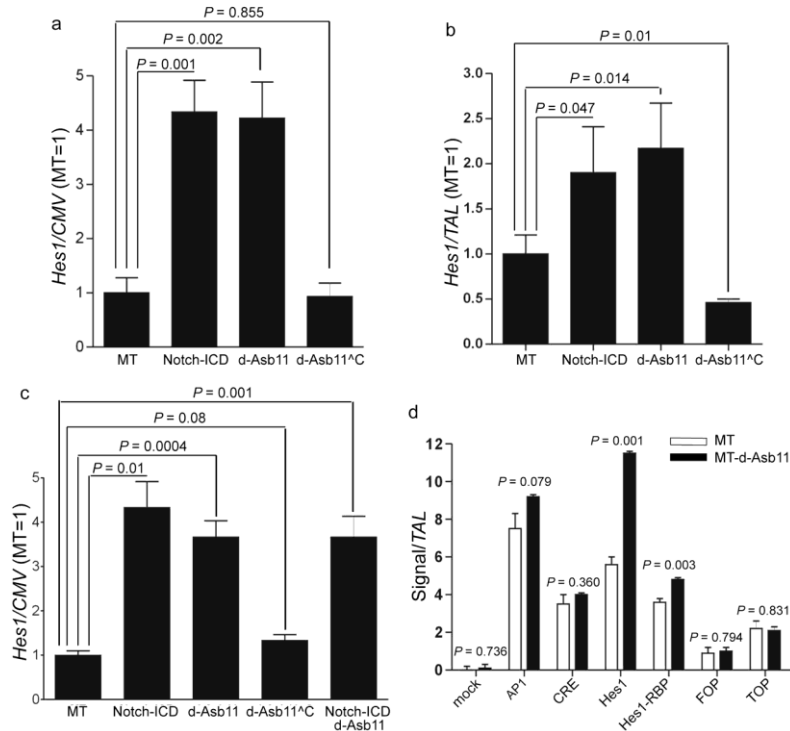 a
P = 0.855
P = 0.002
P = 0.001
Hes1/CMV (MT=1)
5
4
3
2
1
0
MT Notch-ICD d-Asb11 d-Asb11^C
b
P = 0.01
P = 0.014
P = 0.047
Hes1/TAL (MT=1)
3.0
2.5
2.0
1.5
1.0
0.5
0.0
MT Notch-ICD d-Asb11 d-Asb11^C
c
P = 0.001
P = 0.08
P = 0.0004
P = 0.01
Hes1/CMV (MT=1)
5
4
3
2
1
0
MT Notch-ICD d-Asb11 d-Asb11^C Notch-ICD
d-Asb11
d
MT
MT-d-Asb11
Signal/TAL
12
10
8
6
4
2
0
P = 0.736
P = 0.079
P = 0.360
P = 0.001
P = 0.003
P = 0.794
P = 0.831
mock
AP1
CRE
Hes1
Hes1-RBP
FOP
TOP